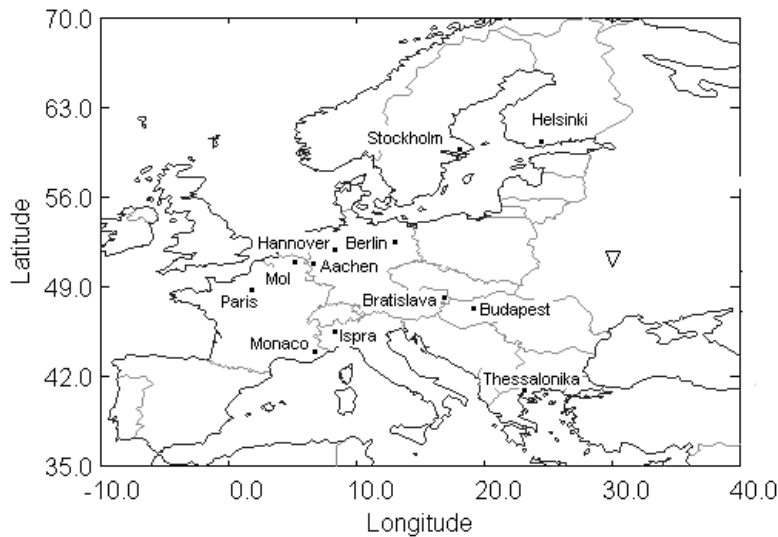 70.0
63.0
56.0
49.0
42.0
35.0
Latitude
Helsinki
Stockholm
Hannover
Berlin
Mol
Aachen
Paris
Bratislava
Budapest
Monaco
Ispra
Thessalonika
-10.0
0.0
10.0
20.0
30.0
40.0
Longitude